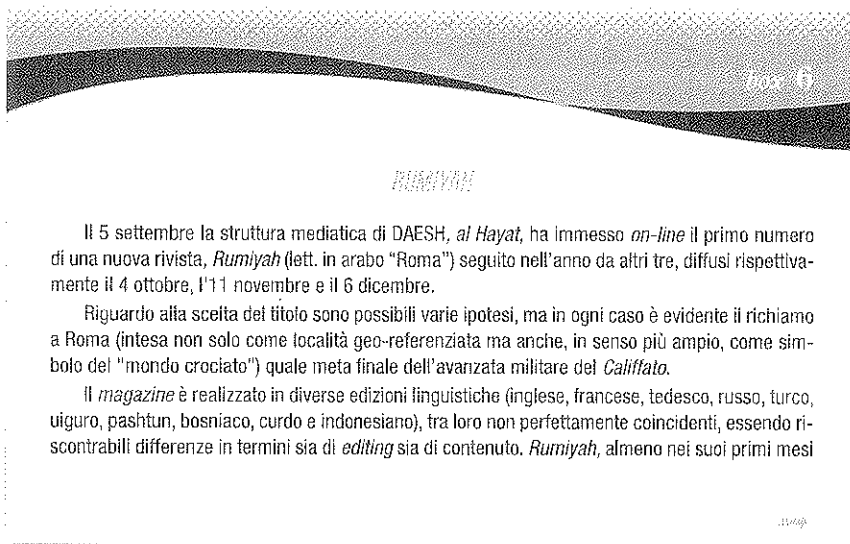 box 6
RUMIYAH
Il 5 settembre la struttura mediatica di DAESH, al Hayat, ha immesso on-line il primo numero
di una nuova rivista, Rumiyah (lett. in arabo "Roma") seguito nell'anno da altri tre, diffusi rispettiva-
mente il 4 ottobre, l'11 novembre e il 6 dicembre.
Riguardo alla scelta del titolo sono possibili varie ipotesi, ma in ogni caso è evidente il richiamo
a Roma (intesa non solo come località geo-referenziata ma anche, in senso più ampio, come sim-
bolo del "mondo crociato") quale meta finale dell'avanzata militare del Califfato.
Il magazine è realizzato in diverse edizioni linguistiche (inglese, francese, tedesco, russo, turco,
uiguro, pashtun, bosniaco, curdo e indonesiano), tra loro non perfettamente coincidenti, essendo ri-
scontrabili differenze in termini sia di editing sia di contenuto. Rumiyah, almeno nei suoi primi mesi